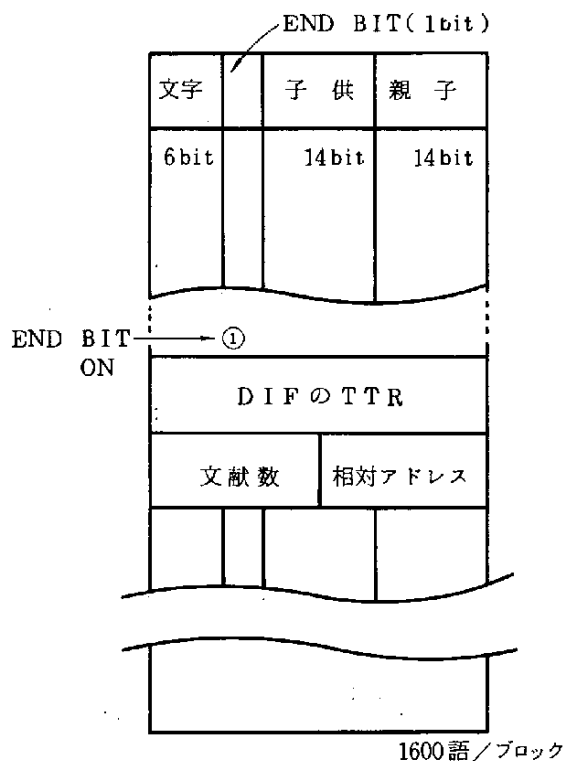 END BIT(1bit)
文字 子供 親子
6bit 14bit 14bit
END BIT ①
ON
DIFのTTR
文献数 相対アドレス
1600語/ブロック